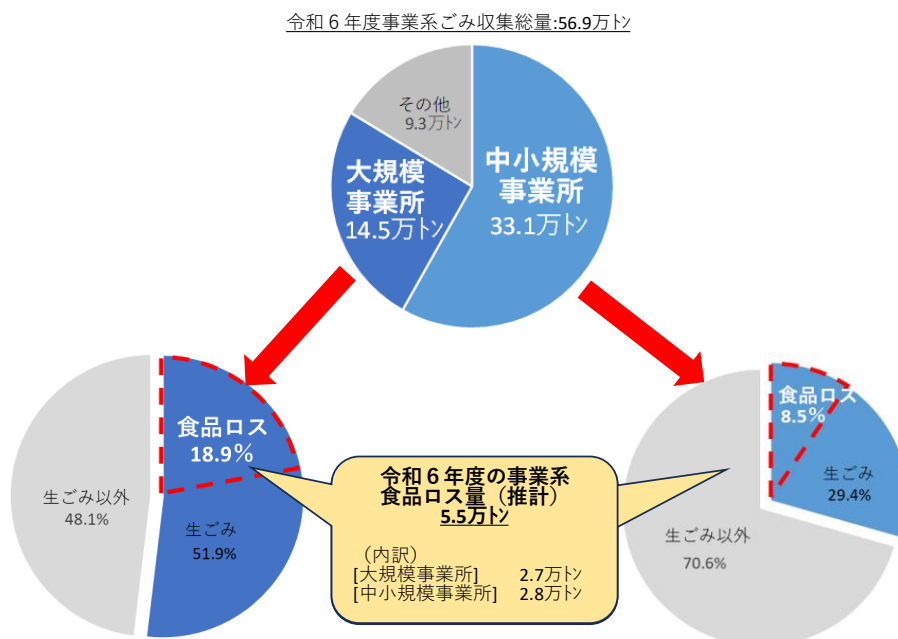 令和６年度事業系ごみ収集総量:56.9万㌧
その他
9.3万㌧
大規模
事業所
14.5万㌧
中小規模
事業所
33.1万㌧
食品ロス
18.9%
生ごみ以外
48.1%
生ごみ
51.9%
令和６年度の事業系
食品ロス量（推計）
5.5万㌧
（内訳）
[大規模事業所] 2.7万㌧
[中小規模事業所] 2.8万㌧
食品ロス
8.5%
生ごみ
29.4%
生ごみ以外
70.6%